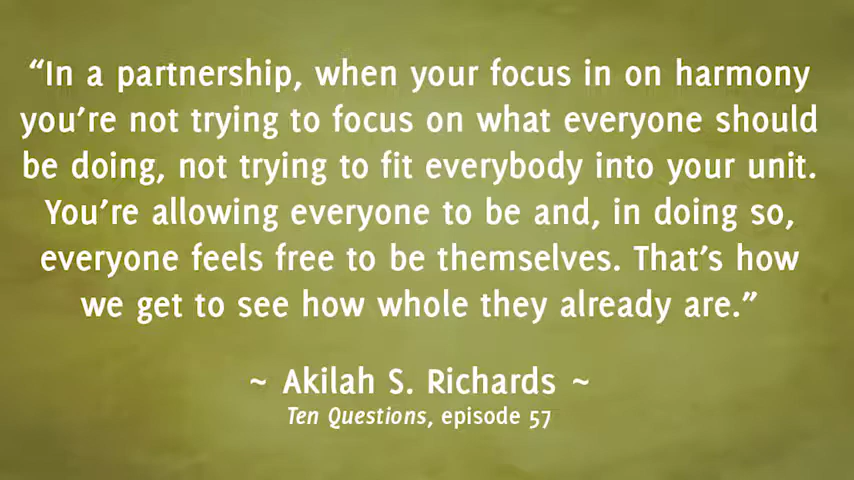 “In a partnership, when your focus in on harmony
you’re not trying to focus on what everyone should
be doing, not trying to fit everybody into your unit.
You’re allowing everyone to be and, in doing so,
everyone feels free to be themselves. That’s how
we get to see how whole they already are.”
~ Akilah S. Richards ~
Ten Questions, episode 57